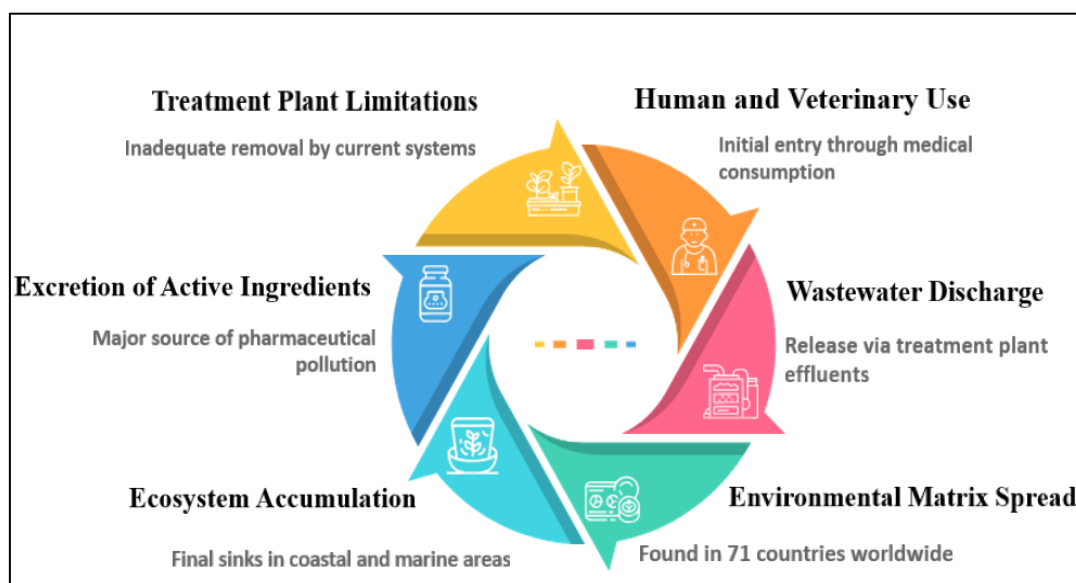 Treatment Plant Limitations
Inadequate removal by current systems
Human and Veterinary Use
Initial entry through medical
consumption
Excretion of Active Ingredients
Major source of pharmaceutical
pollution
Wastewater Discharge
Release via treatment plant
effluents
Ecosystem Accumulation
Final sinks in coastal and marine areas
Environmental Matrix Spread
Found in 71 countries worldwide